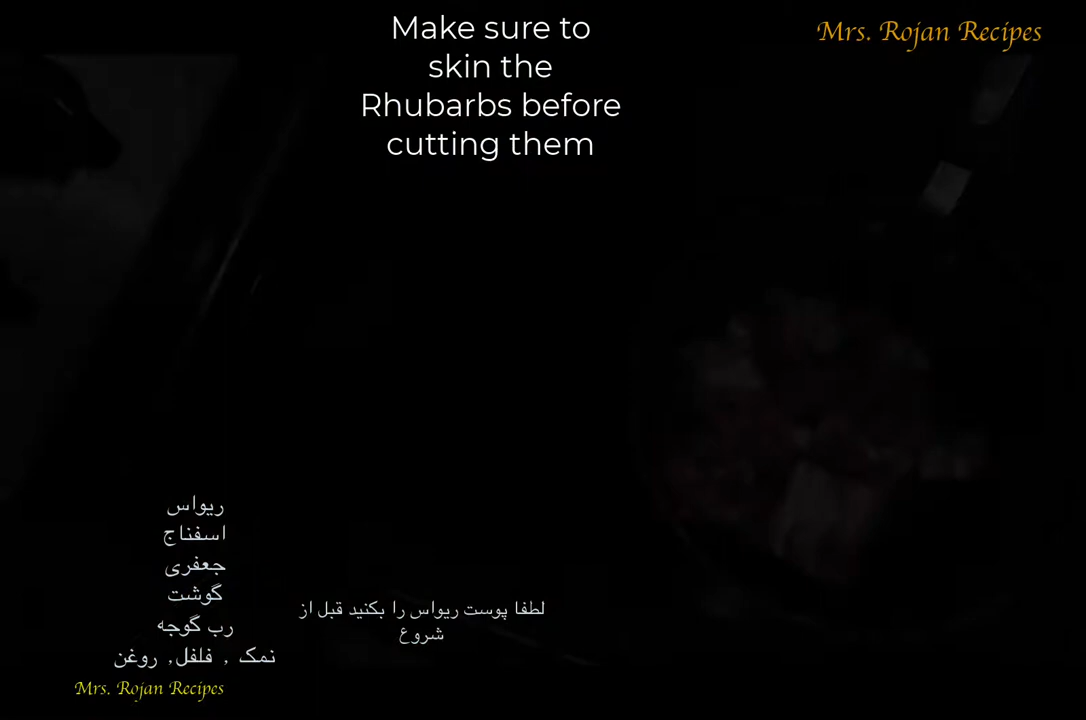 Make sure to
skin the
Rhubarbs before
cutting them
Mrs. Rojan Recipes
ریواس
اسفناج
جعفری
گوشت
رب گوجه
نمک , فلفل, روغن
لطفا پوست ریواس را بکنید قبل از
شروع
Mrs. Rojan Recipes